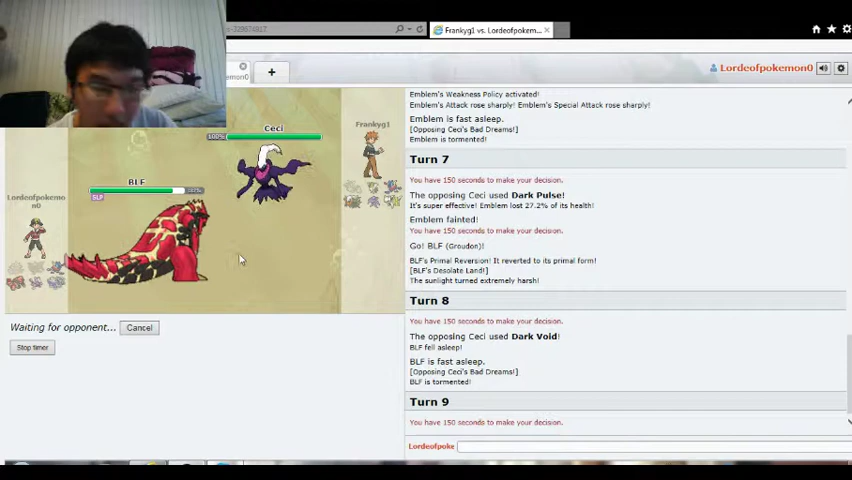 Frankyg1 vs. Lordeofpokem...
Lordeofpokemon0
Emblem's Weakness Policy activated!
Emblem's Attack rose sharply! Emblem's Special Attack rose sharply!
Emblem is fast asleep.
[Opposing Ceci's Bad Dreams!]
Emblem is tormented!
Turn 7
You have 150 seconds to make your decision.
The opposing Ceci used Dark Pulse!
It's super effective! Emblem lost 27.2% of its health!
Emblem fainted!
You have 150 seconds to make your decision.
Go! BLF (Groudon)!
BLF's Primal Reversion! It reverted to its primal form!
[BLF's Desolate Land!]
The sunlight turned extremely harsh!
Turn 8
You have 150 seconds to make your decision.
The opposing Ceci used Dark Void!
BLF fell asleep!
BLF is fast asleep.
[Opposing Ceci's Bad Dreams!]
BLF is tormented!
Turn 9
You have 150 seconds to make your decision.
Lordeofpoke
Ceci
100%
Frankyg1
BLF
SLP
Lordeofpokemo
n0
Waiting for opponent...
Cancel
Stop timer